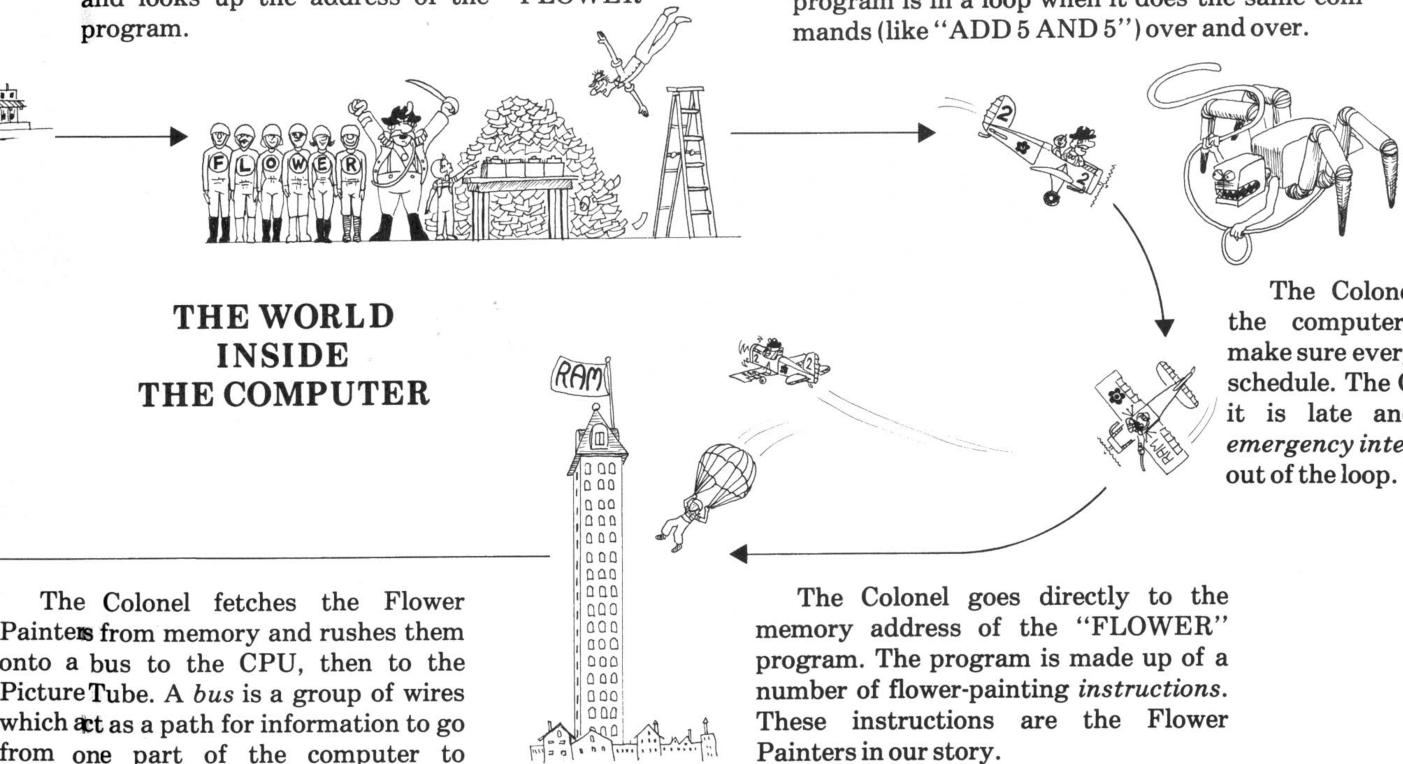 and looks up the address of the “FLOWER”
program.
program is in a loop when it does the same com-
mands (like “ADD 5 AND 5”) over and over.
F L O W E R
2
2
THE WORLD
INSIDE
THE COMPUTER
The Colone
the computer
make sure ever
schedule. The C
it is late an
emergency inte
out of the loop.
RAM
2
2
RAM
The Colonel fetches the Flower
Painters from memory and rushes them
onto a bus to the CPU, then to the
Picture Tube. A bus is a group of wires
which act as a path for information to go
from one part of the computer to
The Colonel goes directly to the
memory address of the “FLOWER”
program. The program is made up of a
number of flower-painting instructions.
These instructions are the Flower
Painters in our story.